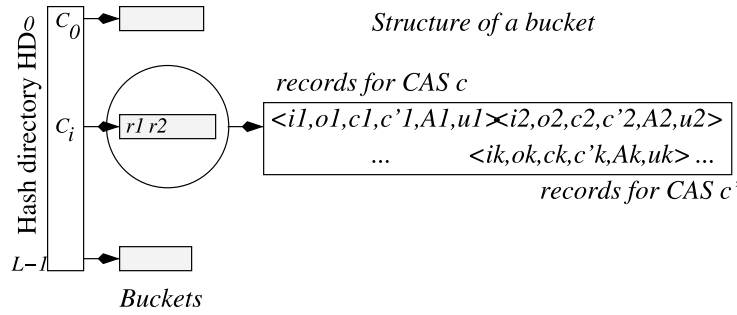 0
C0
Structure of a bucket
Hash directory HD
records for CAS c
Ci
r1 r2
<i1,o1,c1,c'1,A1,u1><i2,o2,c2,c'2,A2,u2>
... <ik,ok,ck,c'k,Ak,uk> ...
records for CAS c'
L−1
Buckets